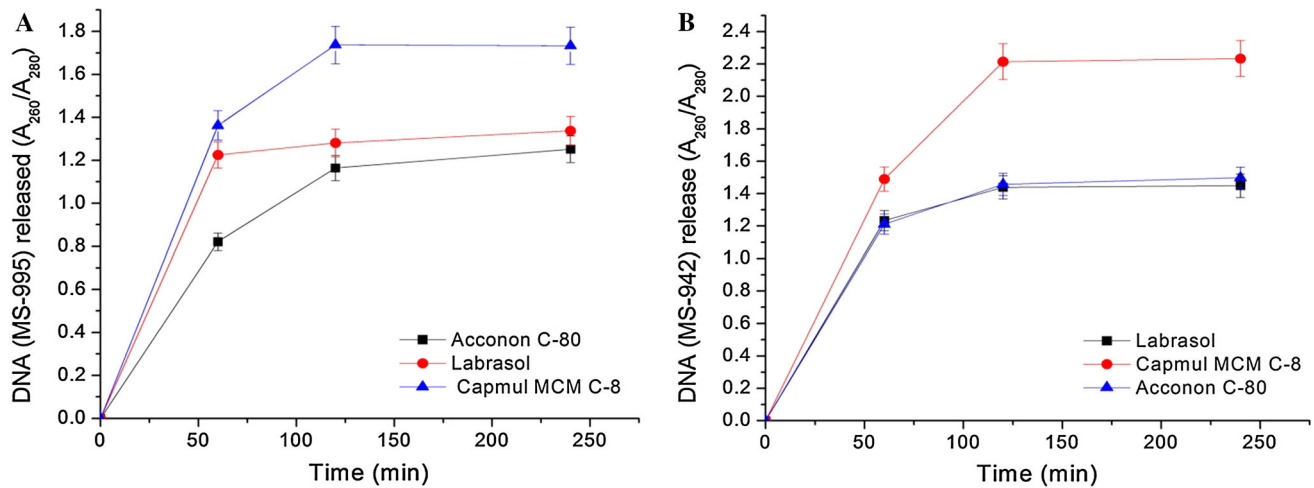 A
DNA (MS-995) released (A260/A280)
1.8
1.6
1.4
1.2
1.0
0.8
0.6
0.4
0.2
0.0
0
50
100
150
200
250
Time (min)
Acconon C-80
Labrasol
Capmul MCM C-8
B
DNA (MS-942) release (A260/A280)
2.4
2.2
2.0
1.8
1.6
1.4
1.2
1.0
0.8
0.6
0.4
0.2
0.0
0
50
100
150
200
250
Time (min)
Labrasol
Capmul MCM C-8
Acconon C-80